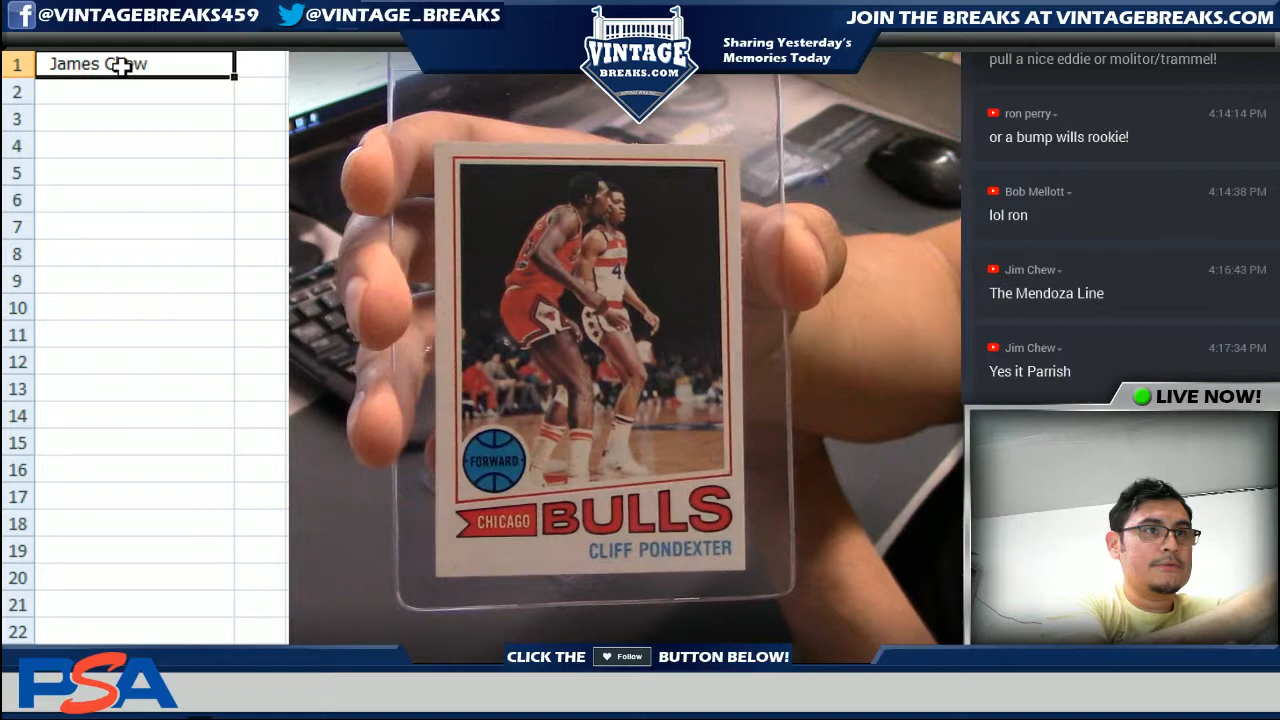 @VINTAGEBREAKS459
@VINTAGE_BREAKS
VINTAGE
BREAKS.COM
Sharing Yesterday's
Memories Today
JOIN THE BREAKS AT VINTAGEBREAKS.COM
1 James
2
3
4
5
6
7
8
9
10
11
12
13
14
15
16
17
18
19
20
21
22
4
FORWARD
CHICAGO BULLS
CLIFF PONDEXTER
pull a nice eddie or molitor/trammel!
ron perry 4:14:14 PM
or a bump wills rookie!
Bob Mellott 4:14:38 PM
lol ron
Jim Chew 4:16:43 PM
The Mendoza Line
Jim Chew 4:17:34 PM
Yes it Parrish
LIVE NOW!
CLICK THE Follow BUTTON BELOW!
PSA